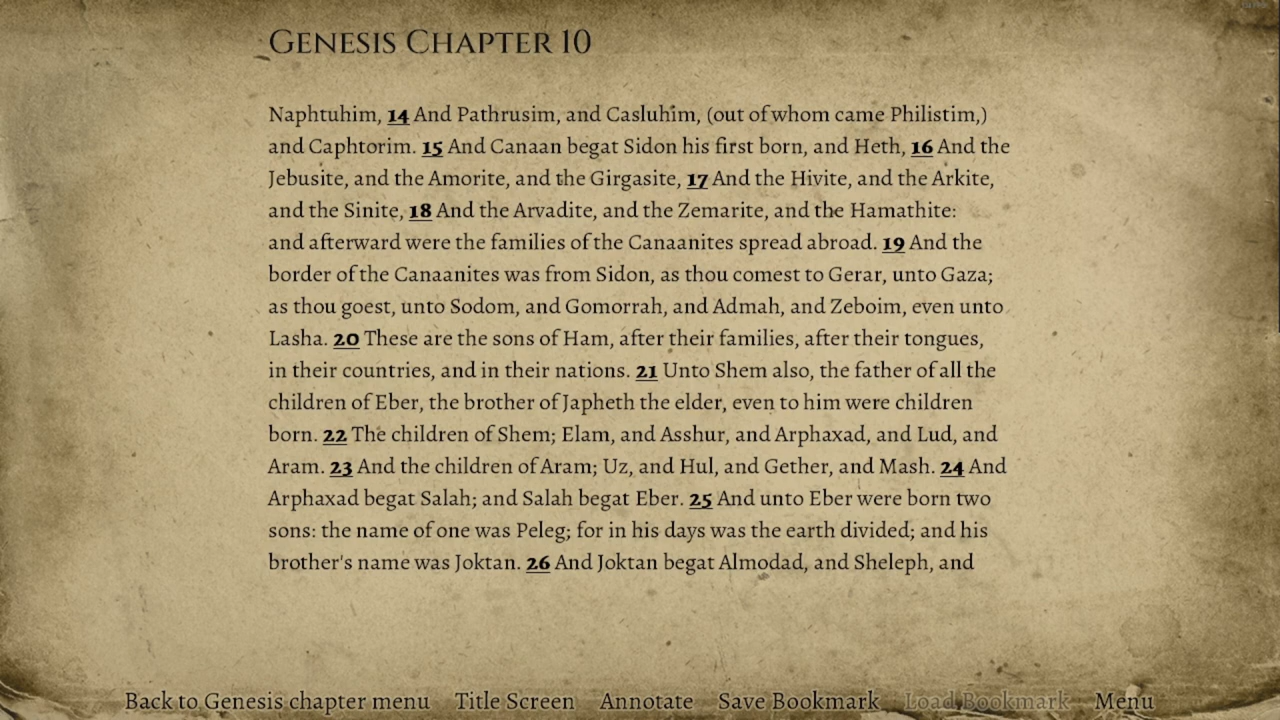 Genesis Chapter 10
Naphtuhim, 14 And Pathrusim, and Casluhim, (out of whom came Philistim,)
and Caphtorim. 15 And Canaan begat Sidon his first born, and Heth, 16 And the
Jebusite, and the Amorite, and the Girgasite, 17 And the Hivite, and the Arkite,
and the Sinite, 18 And the Arvadite, and the Zemarite, and the Hamathite:
and afterward were the families of the Canaanites spread abroad. 19 And the
border of the Canaanites was from Sidon, as thou comest to Gerar, unto Gaza;
as thou goest, unto Sodom, and Gomorrah, and Admah, and Zeboim, even unto
Lasha. 20 These are the sons of Ham, after their families, after their tongues,
in their countries, and in their nations. 21 Unto Shem also, the father of all the
children of Eber, the brother of Japheth the elder, even to him were children
born. 22 The children of Shem; Elam, and Asshur, and Arphaxad, and Lud, and
Aram. 23 And the children of Aram; Uz, and Hul, and Gether, and Mash. 24 And
Arphaxad begat Salah; and Salah begat Eber. 25 And unto Eber were born two
sons: the name of one was Peleg; for in his days was the earth divided; and his
brother's name was Joktan. 26 And Joktan begat Almodad, and Sheleph, and
Back to Genesis chapter menu Title Screen Annotate Save Bookmark Load Bookmark Menu